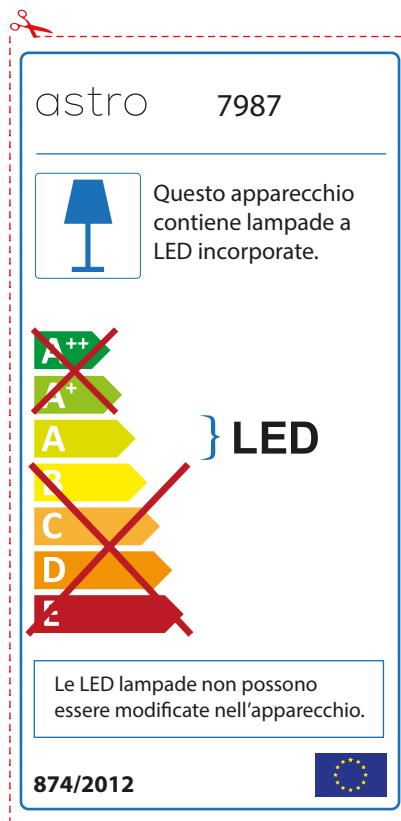 astro 7987
Questo apparecchio
contiene lampade a
LED incorporate.
A++
A+
A
} LED
B
C
D
E
Le LED lampade non possono
essere modificate nell'apparecchio.
874/2012